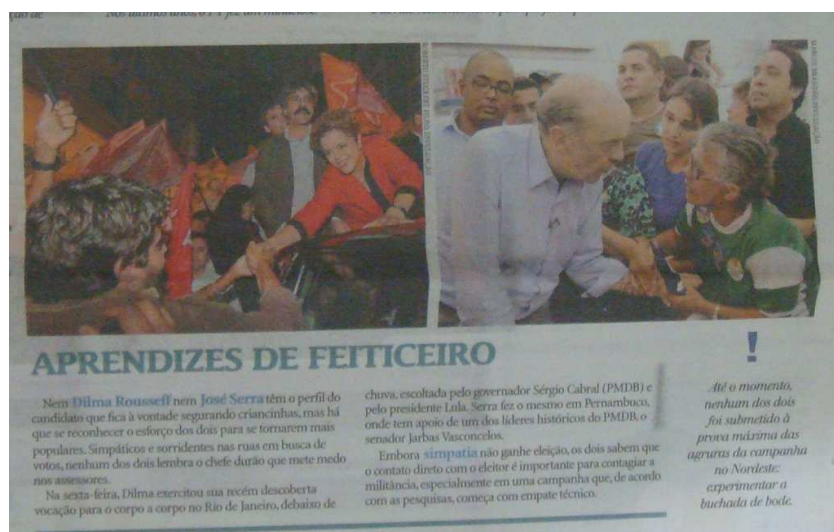 Nos últimos anos, o PT fez um
APRENDIZES DE FEITICEIRO
Nem Dilma Rousseff nem José Serra têm o perfil do
candidato que fica à vontade segurando criancinhas, mas há
que se reconhecer o esforço dos dois para se tornarem mais
populares. Simpáticos e sorridentes nas ruas em busca de
votos, nenhum dos dois lembra o chefe durão que mete medo
nos assessores.
Na sexta-feira, Dilma exercitou sua recém descoberta
vocação para o corpo a corpo no Rio de Janeiro, debaixo de
chuva, escoltada pelo governador Sérgio Cabral (PMDB) e
pelo presidente Lula. Serra fez o mesmo em Pernambuco,
onde tem apoio de um dos líderes históricos do PMDB, o
senador Jarbas Vasconcelos.
Embora simpatia não ganhe eleição, os dois sabem que
o contato direto com o eleitor é importante para contagiar a
militância, especialmente em uma campanha que, de acordo
com as pesquisas, começa com empate técnico.
!
Até o momento,
nenhum dos dois
foi submetido à
prova máxima das
agruras da campanha
no Nordeste:
experimentar a
buchada de bode.